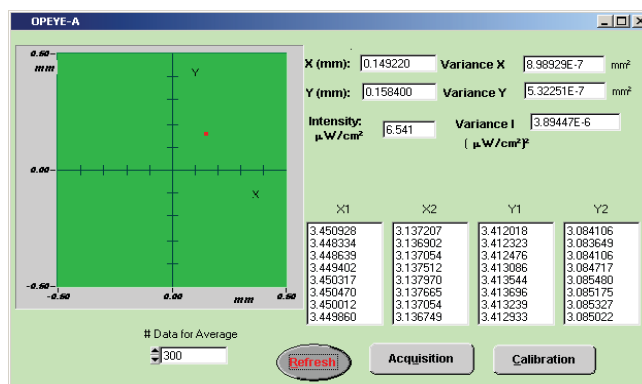 OPEYE-A
0.50
mm
Y
0.00
X
-0.50
-0.50
0.00
mm
0.50
X (mm):
0.149220
Variance X
8.98929E-7
mm²
Y (mm):
0.158400
Variance Y
5.32251E-7
mm²
Intensity:
µW/cm²
6.541
Variance I
( µW/cm²)²
3.89447E-6
X1
X2
Y1
Y2
3.450928
3.137207
3.412018
3.084106
3.448334
3.136902
3.412323
3.083649
3.448639
3.137054
3.412476
3.084106
3.449402
3.137512
3.413086
3.084717
3.450317
3.137970
3.413544
3.085480
3.450470
3.137665
3.413696
3.085175
3.450012
3.137054
3.413239
3.085327
3.449860
3.136749
3.412933
3.085022
# Data for Average
300
Refresh
Acquisition
Calibration